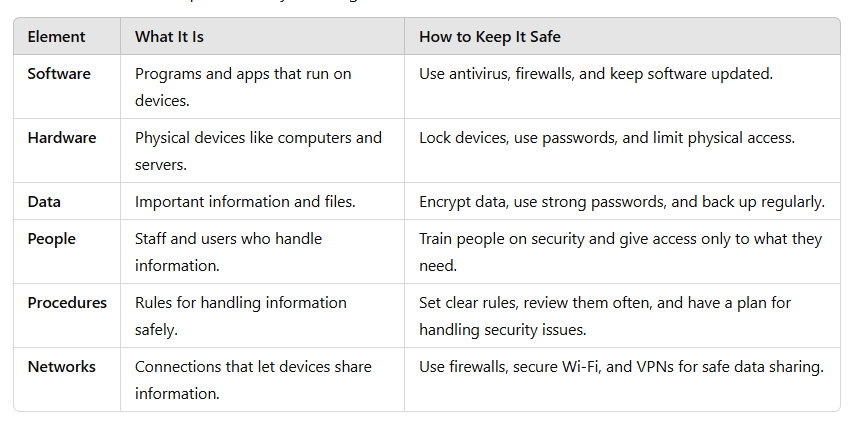 Element What It Is How to Keep It Safe
Software Programs and apps that run on Use antivirus, firewalls, and keep software updated.
devices.
Hardware Physical devices like computers and Lock devices, use passwords, and limit physical access.
servers.
Data Important information and files. Encrypt data, use strong passwords, and back up regularly.
People Staff and users who handle Train people on security and give access only to what they
information. need.
Procedures Rules for handling information Set clear rules, review them often, and have a plan for
safely. handling security issues.
Networks Connections that let devices share Use firewalls, secure Wi-Fi, and VPNs for safe data sharing.
information.